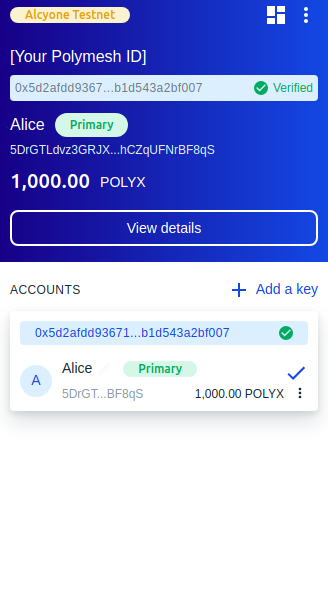 Alcyone Testnet
[Your Polymesh ID]
0x5d2afdd9367...b1d543a2bf007 Verified
Alice Primary
5DrGTLdvz3GRJX...hCZqUFNrBF8qS
1,000.00 POLYX
View details
ACCOUNTS Add a key
0x5d2afdd93671...b1d543a2bf007
A Alice Primary
5DrGT...BF8qS 1,000.00 POLYX